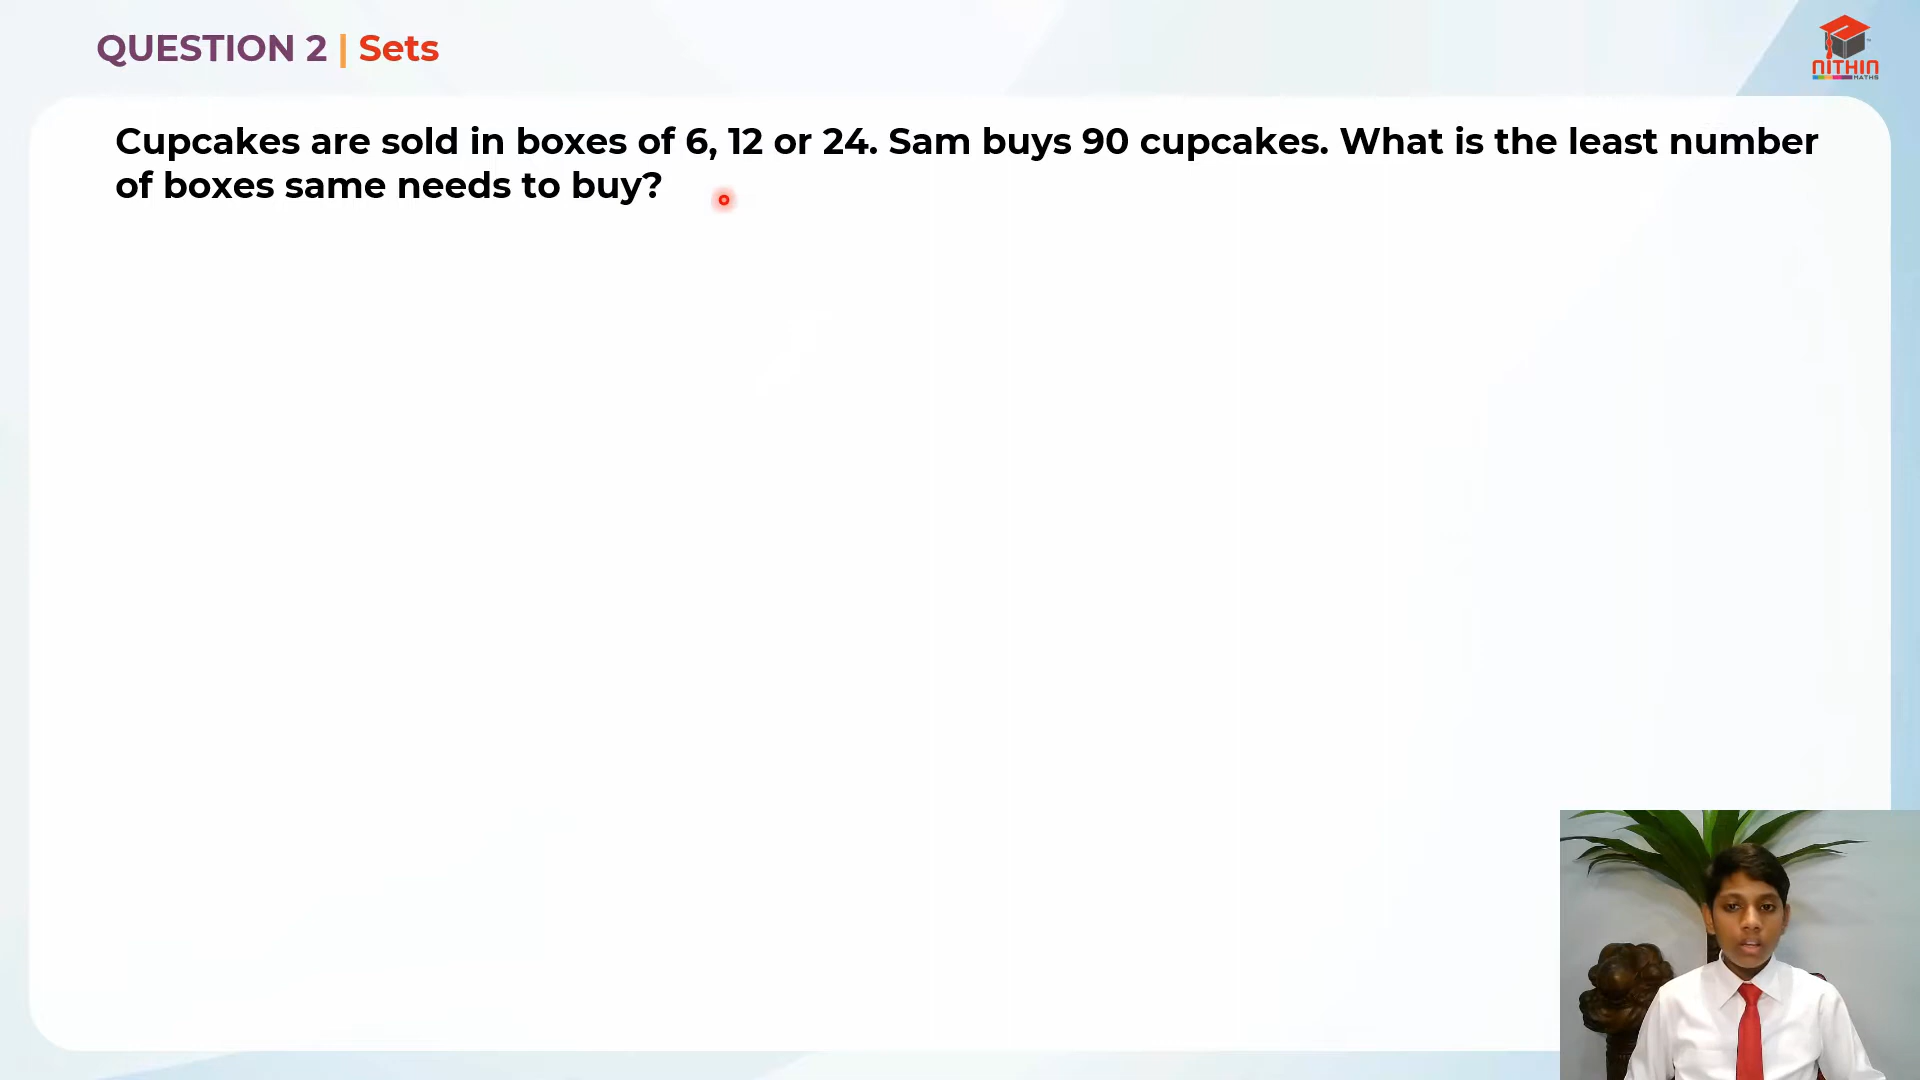 QUESTION 2 | Sets
NITHIN
MATHS
Cupcakes are sold in boxes of 6, 12 or 24. Sam buys 90 cupcakes. What is the least number
of boxes same needs to buy?